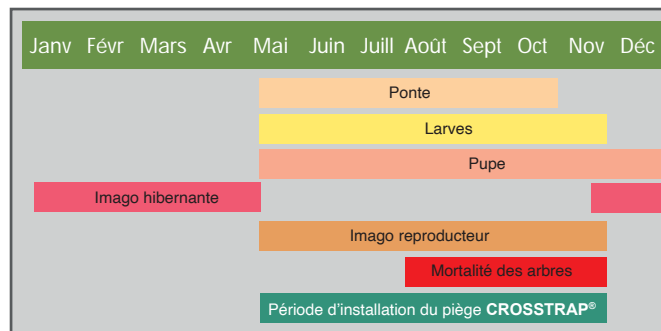 Janv Févr Mars Avr Mai Juin Juill Août Sept Oct Nov Déc
Ponte
Larves
Pupe
Imago hibernante
Imago reproducteur
Mortalité des arbres
Période d'installation du piège CROSSTRAP®